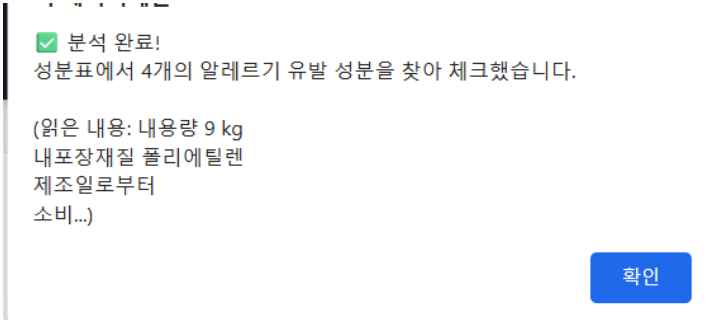 ✅ 분석 완료!
성분표에서 4개의 알레르기 유발 성분을 찾아 체크했습니다.
(읽은 내용: 내용량 9 kg
내포장재질 폴리에틸렌
제조일로부터
소비...)
확인